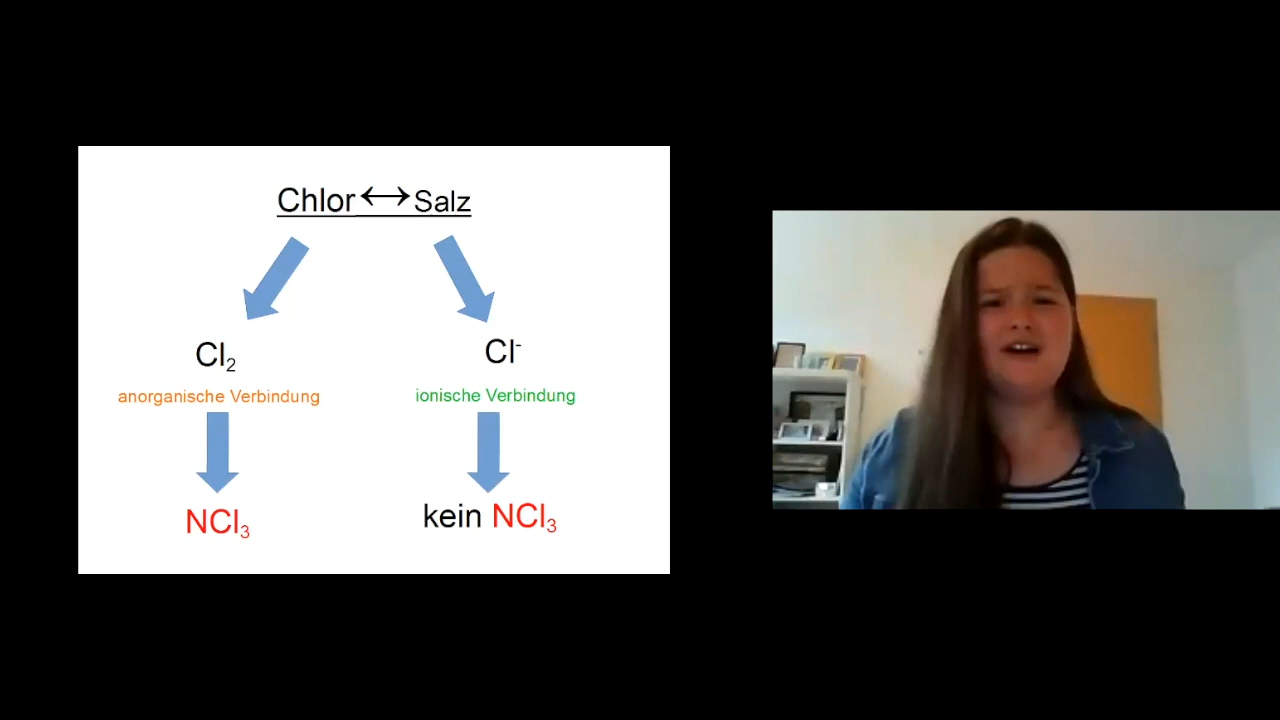 Chlor↔Salz
Cl₂
Cl⁻
anorganische Verbindung
ionische Verbindung
NCl₃
kein NCl₃